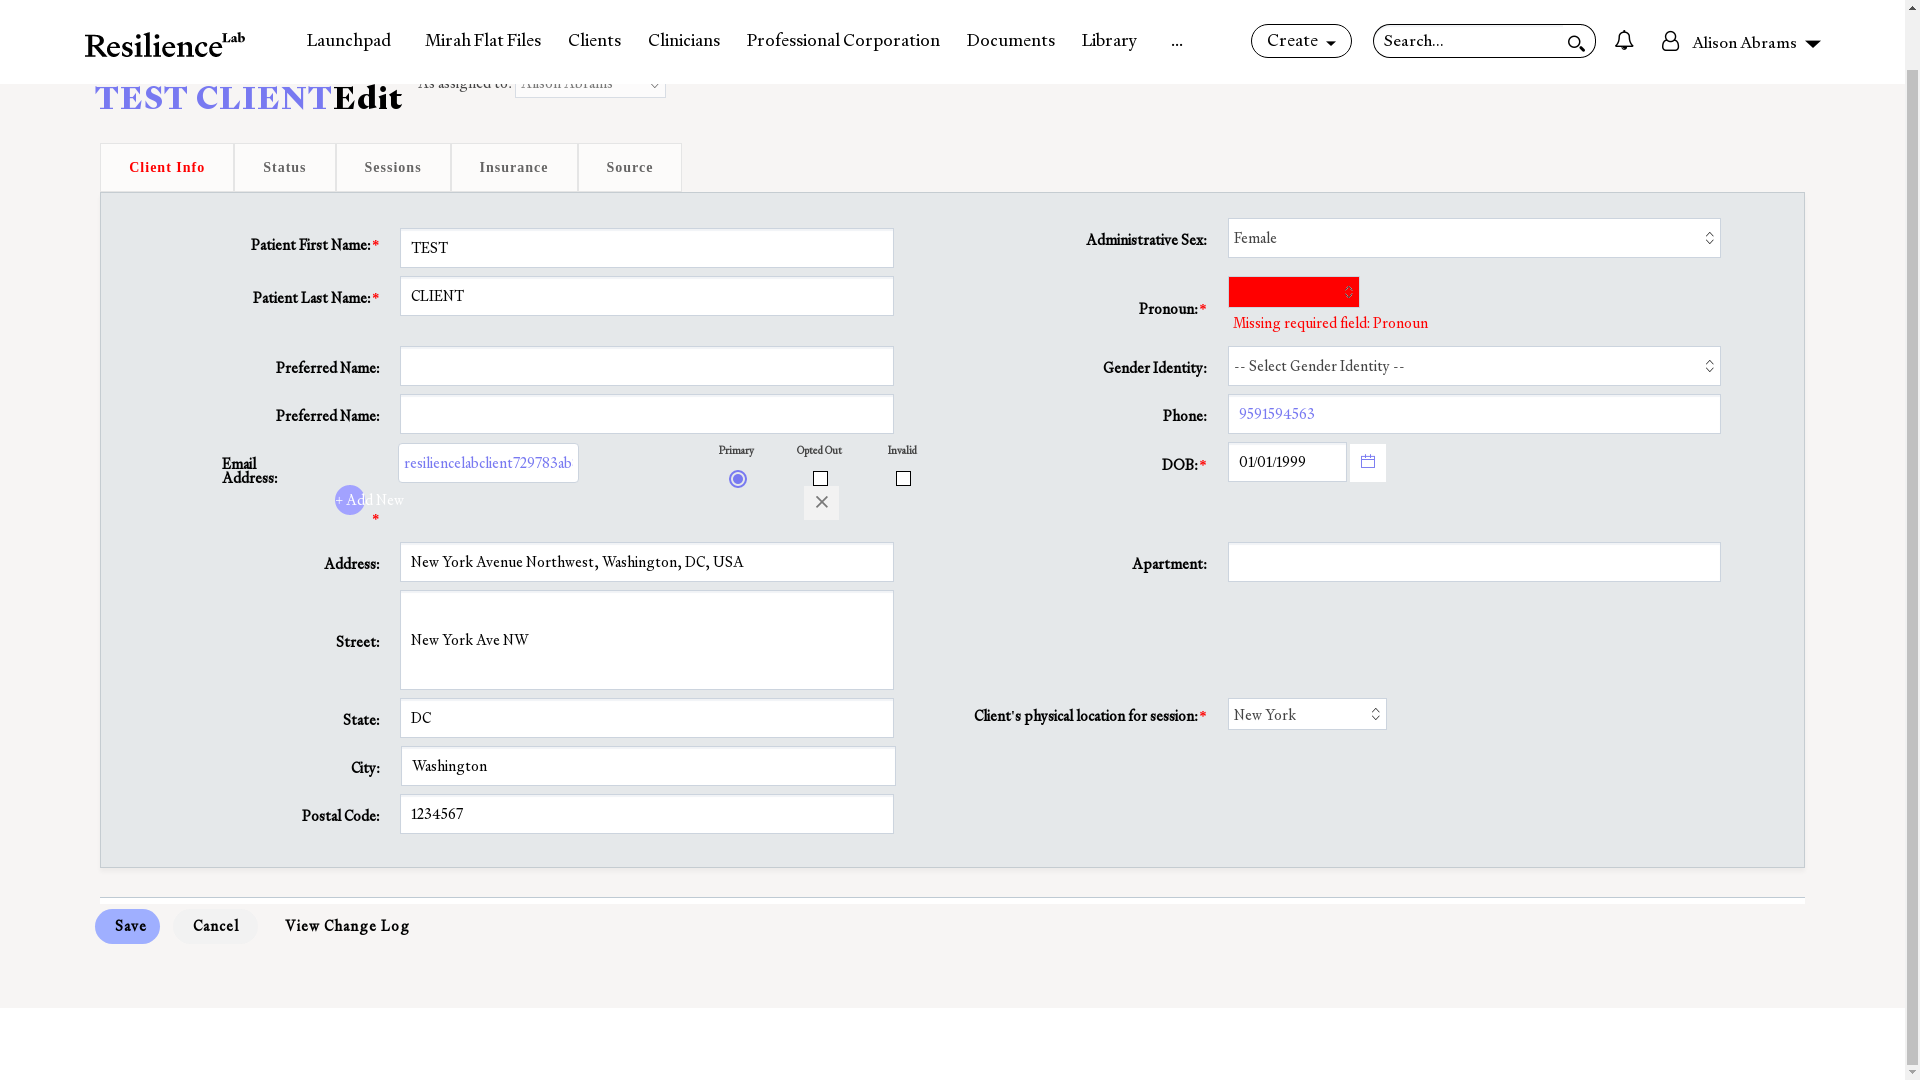 Resilience Lab
Launchpad Mirah Flat Files Clients Clinicians Professional Corporation Documents Library ...
Create
Search...
Alison Abrams
TEST CLIENT Edit
As assigned to: Alison Abrams
Client Info Status Sessions Insurance Source
Patient First Name:* TEST
Administrative Sex: Female
Patient Last Name:* CLIENT
Pronoun:*
Missing required field: Pronoun
Preferred Name:
Gender Identity: -- Select Gender Identity --
Preferred Name:
Phone: 9591594563
Email Address: resiliencelabclient729783ab
Primary Opted Out Invalid
+ Add New
*
DOB:* 01/01/1999
Address: New York Avenue Northwest, Washington, DC, USA
Apartment:
Street: New York Ave NW
State: DC
Client's physical location for session:* New York
City: Washington
Postal Code: 1234567
Save Cancel View Change Log